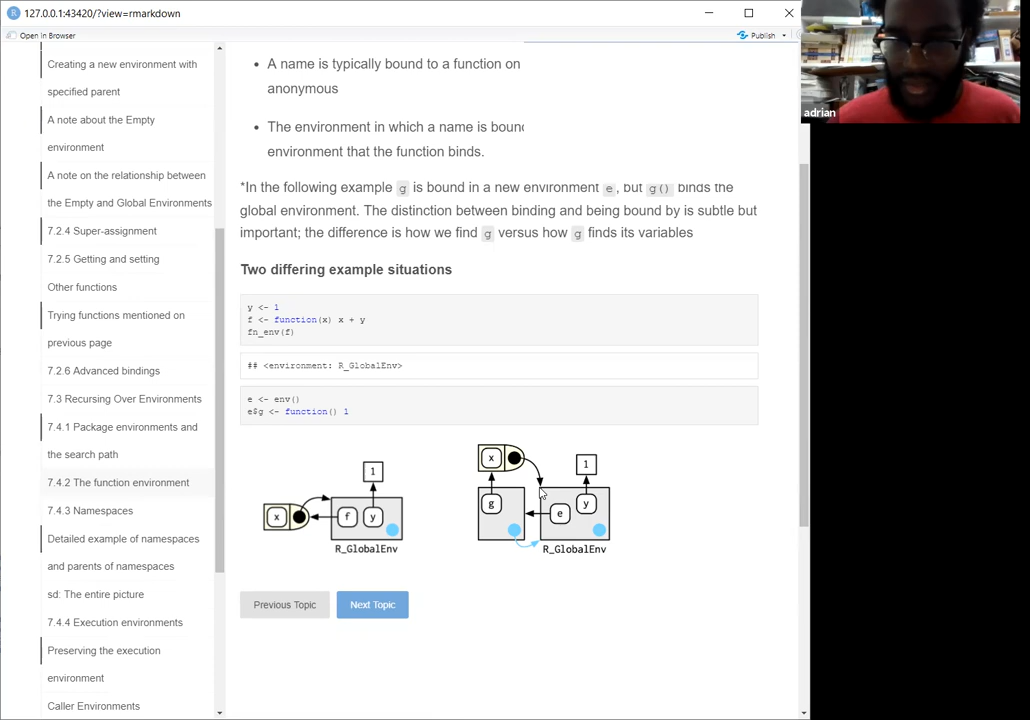 127.0.0.1:43420/?view=rmarkdown
Open in Browser
Publish
Creating a new environment with
specified parent
A note about the Empty
environment
A note on the relationship between
the Empty and Global Environments
7.2.4 Super-assignment
7.2.5 Getting and setting
Other functions
Trying functions mentioned on
previous page
7.2.6 Advanced bindings
7.3 Recursing Over Environments
7.4.1 Package environments and
the search path
7.4.2 The function environment
7.4.3 Namespaces
Detailed example of namespaces
and parents of namespaces
sd: The entire picture
7.4.4 Execution environments
Preserving the execution
environment
Caller Environments
A name is typically bound to a function on
anonymous
The environment in which a name is bound
environment that the function binds.
*In the following example g is bound in a new environment e, but g() binds the
global environment. The distinction between binding and being bound by is subtle but
important; the difference is how we find g versus how g finds its variables
Two differing example situations
y <- 1
f <- function(x) x + y
fn_env(f)
## <environment: R_GlobalEnv>
e <- env()
e$g <- function() 1
x
f
y
1
R_GlobalEnv
x
g
e
y
1
R_GlobalEnv
Previous Topic
Next Topic
adrian